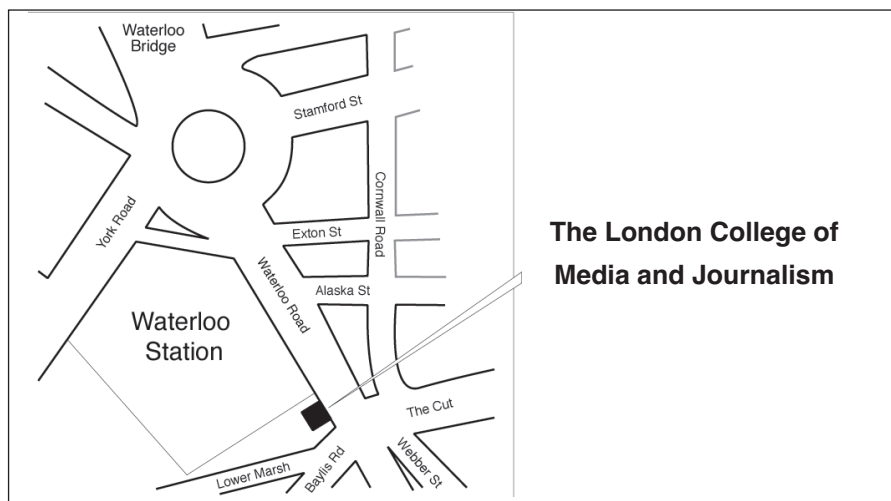 Waterloo
Bridge
Stamford St
Cornwall Road
York Road
Exton St
Waterloo Road
Alaska St
The London College of
Media and Journalism
Waterloo
Station
The Cut
Lower Marsh
Baylis Rd
Webber St